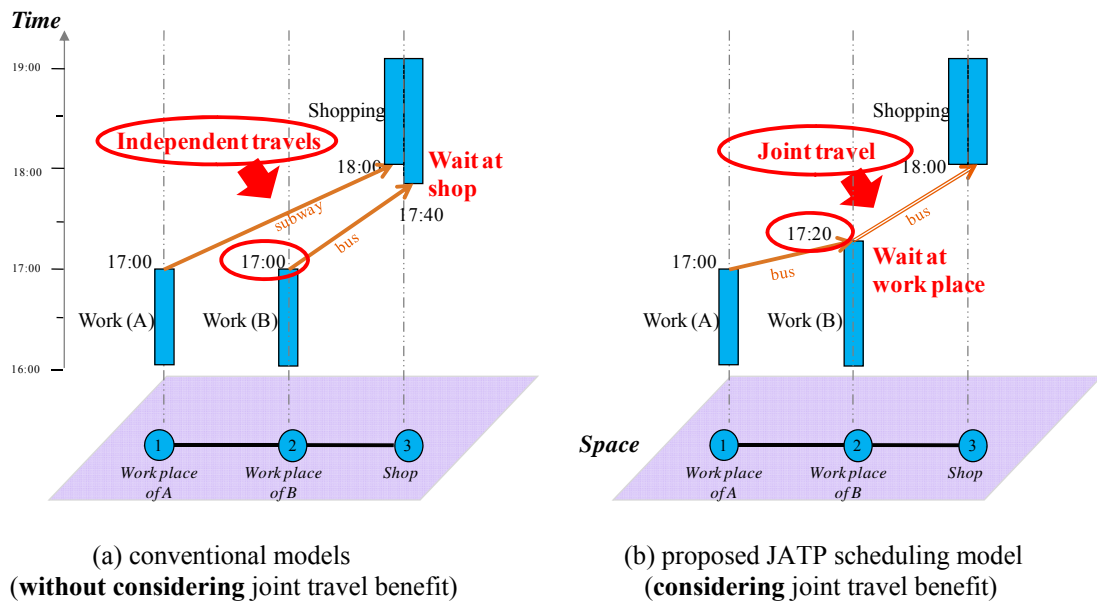 Time
19:00
18:00
17:00
16:00
Shopping
Independent travels
18:00
Wait at
shop
17:40
subway
bus
17:00
17:00
Work (A)
Work (B)
1
2
3
Work place
of A
Work place
of B
Shop
(a) conventional models
(without considering joint travel benefit)
Shopping
Joint travel
18:00
bus
17:20
17:00
bus
Wait at
work place
Work (A)
Work (B)
Space
1
2
3
Work place
of A
Work place
of B
Shop
(b) proposed JATP scheduling model
(considering joint travel benefit)